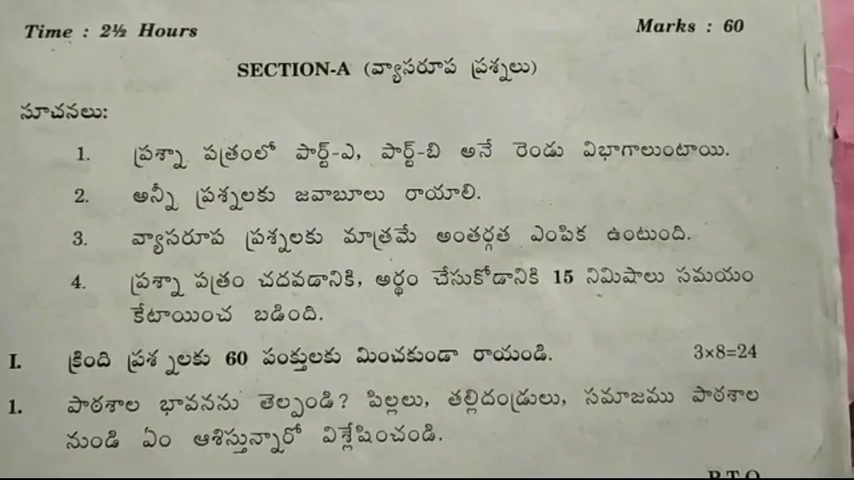 Time : 2½ Hours
Marks : 60
SECTION-A (వ్యాసరూప ప్రశ్నలు)
సూచనలు:
1. ప్రశ్నా పత్రంలో పార్ట్-ఎ, పార్ట్-బి అనే రెండు విభాగాలుంటాయి.
2. అన్నీ ప్రశ్నలకు జవాబూలు రాయాలి.
3. వ్యాసరూప ప్రశ్నలకు మాత్రమే అంతర్గత ఎంపిక ఉంటుంది.
4. ప్రశ్నా పత్రం చదవడానికి, అర్థం చేసుకోడానికి 15 నిమిషాలు సమయం
కేటాయించ బడింది.
I. క్రింది ప్రశ్నలకు 60 పంక్తులకు మించకుండా రాయండి. 3×8=24
1. పాఠశాల భావనను తెల్పండి? పిల్లలు, తల్లిదండ్రులు, సమాజము పాఠశాల
నుండి ఏం ఆశిస్తున్నారో విశ్లేషించండి.
P.T.O